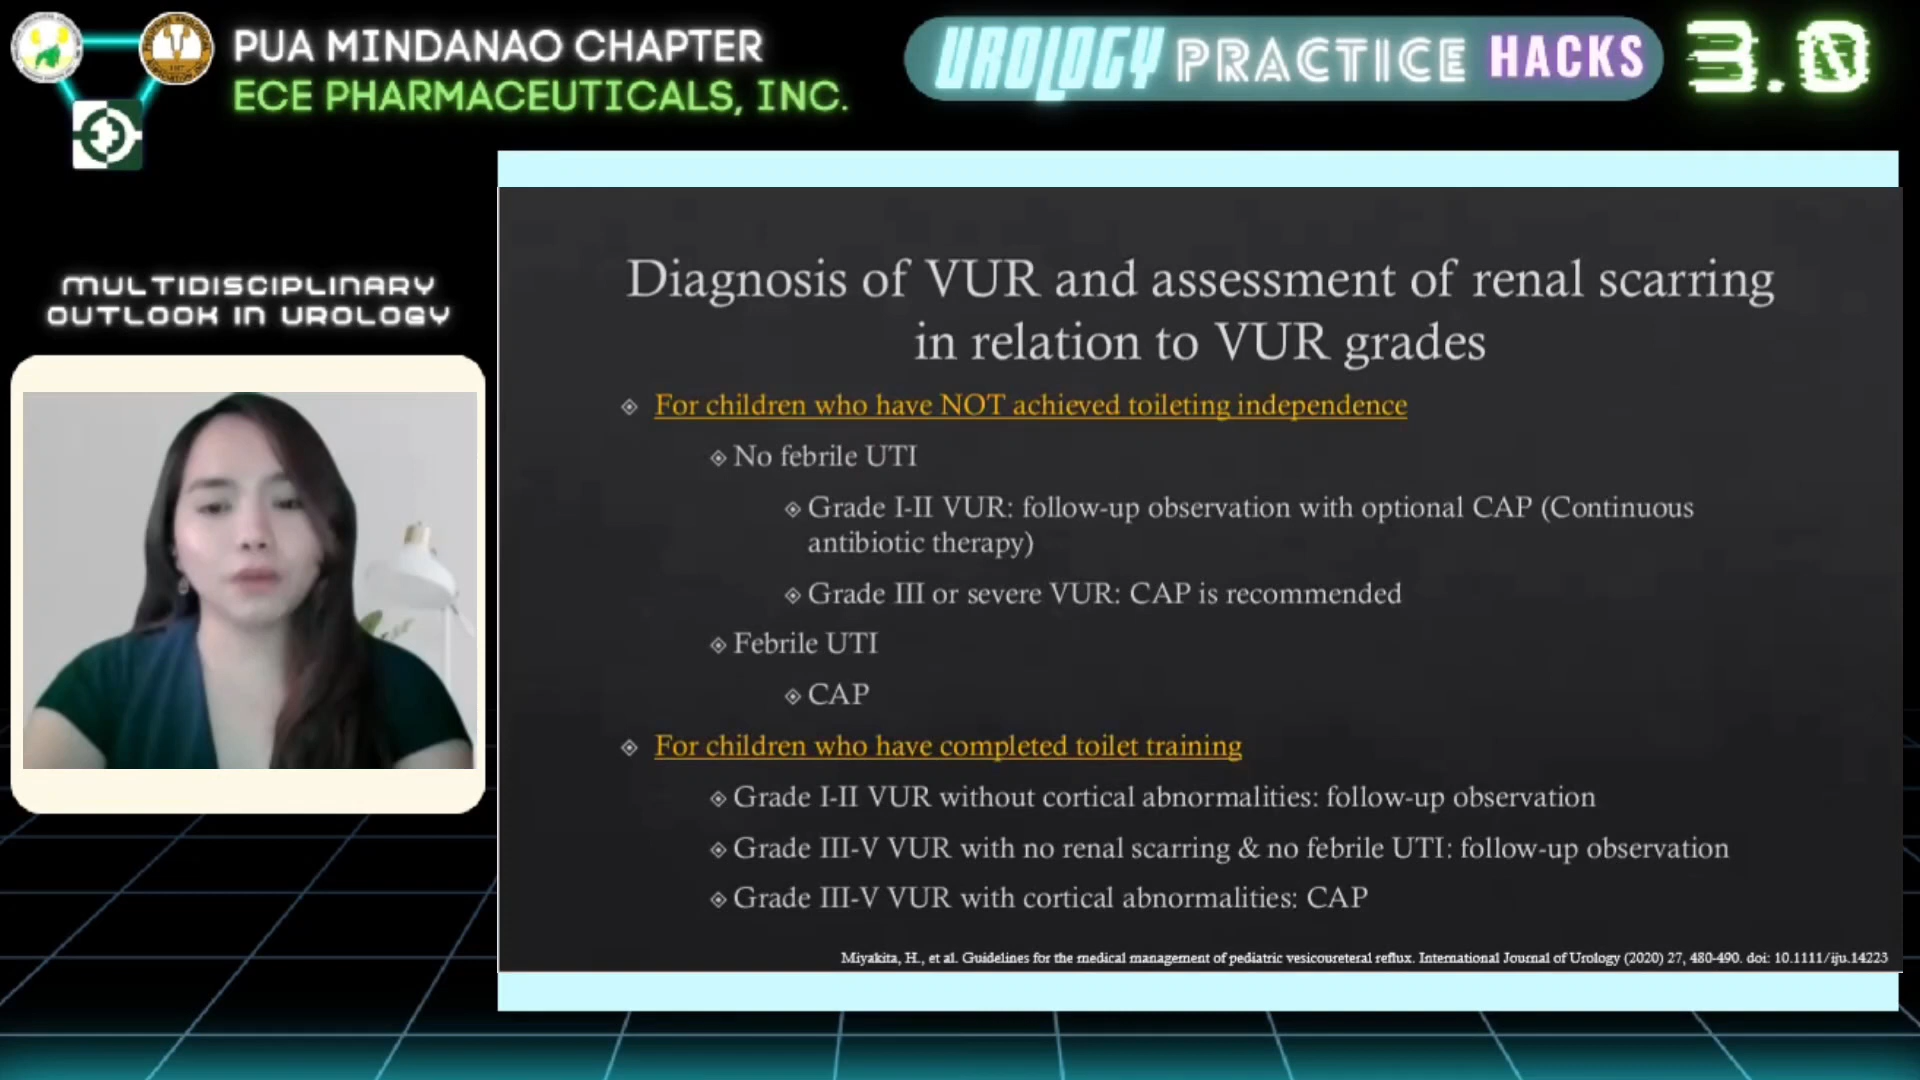 PUA MINDANAO CHAPTER
ECE PHARMACEUTICALS, INC.
UROLOGY PRACTICE HACKS 3.0
MULTIDISCIPLINARY
OUTLOOK IN UROLOGY
Diagnosis of VUR and assessment of renal scarring
in relation to VUR grades
For children who have NOT achieved toileting independence
No febrile UTI
Grade I-II VUR: follow-up observation with optional CAP (Continuous
antibiotic therapy)
Grade III or severe VUR: CAP is recommended
Febrile UTI
CAP
For children who have completed toilet training
Grade I-II VUR without cortical abnormalities: follow-up observation
Grade III-V VUR with no renal scarring & no febrile UTI: follow-up observation
Grade III-V VUR with cortical abnormalities: CAP
Miyakita, H., et al. Guidelines for the medical management of pediatric vesicoureteral reflux. International Journal of Urology (2020) 27, 480-490. doi: 10.1111/iju.14223